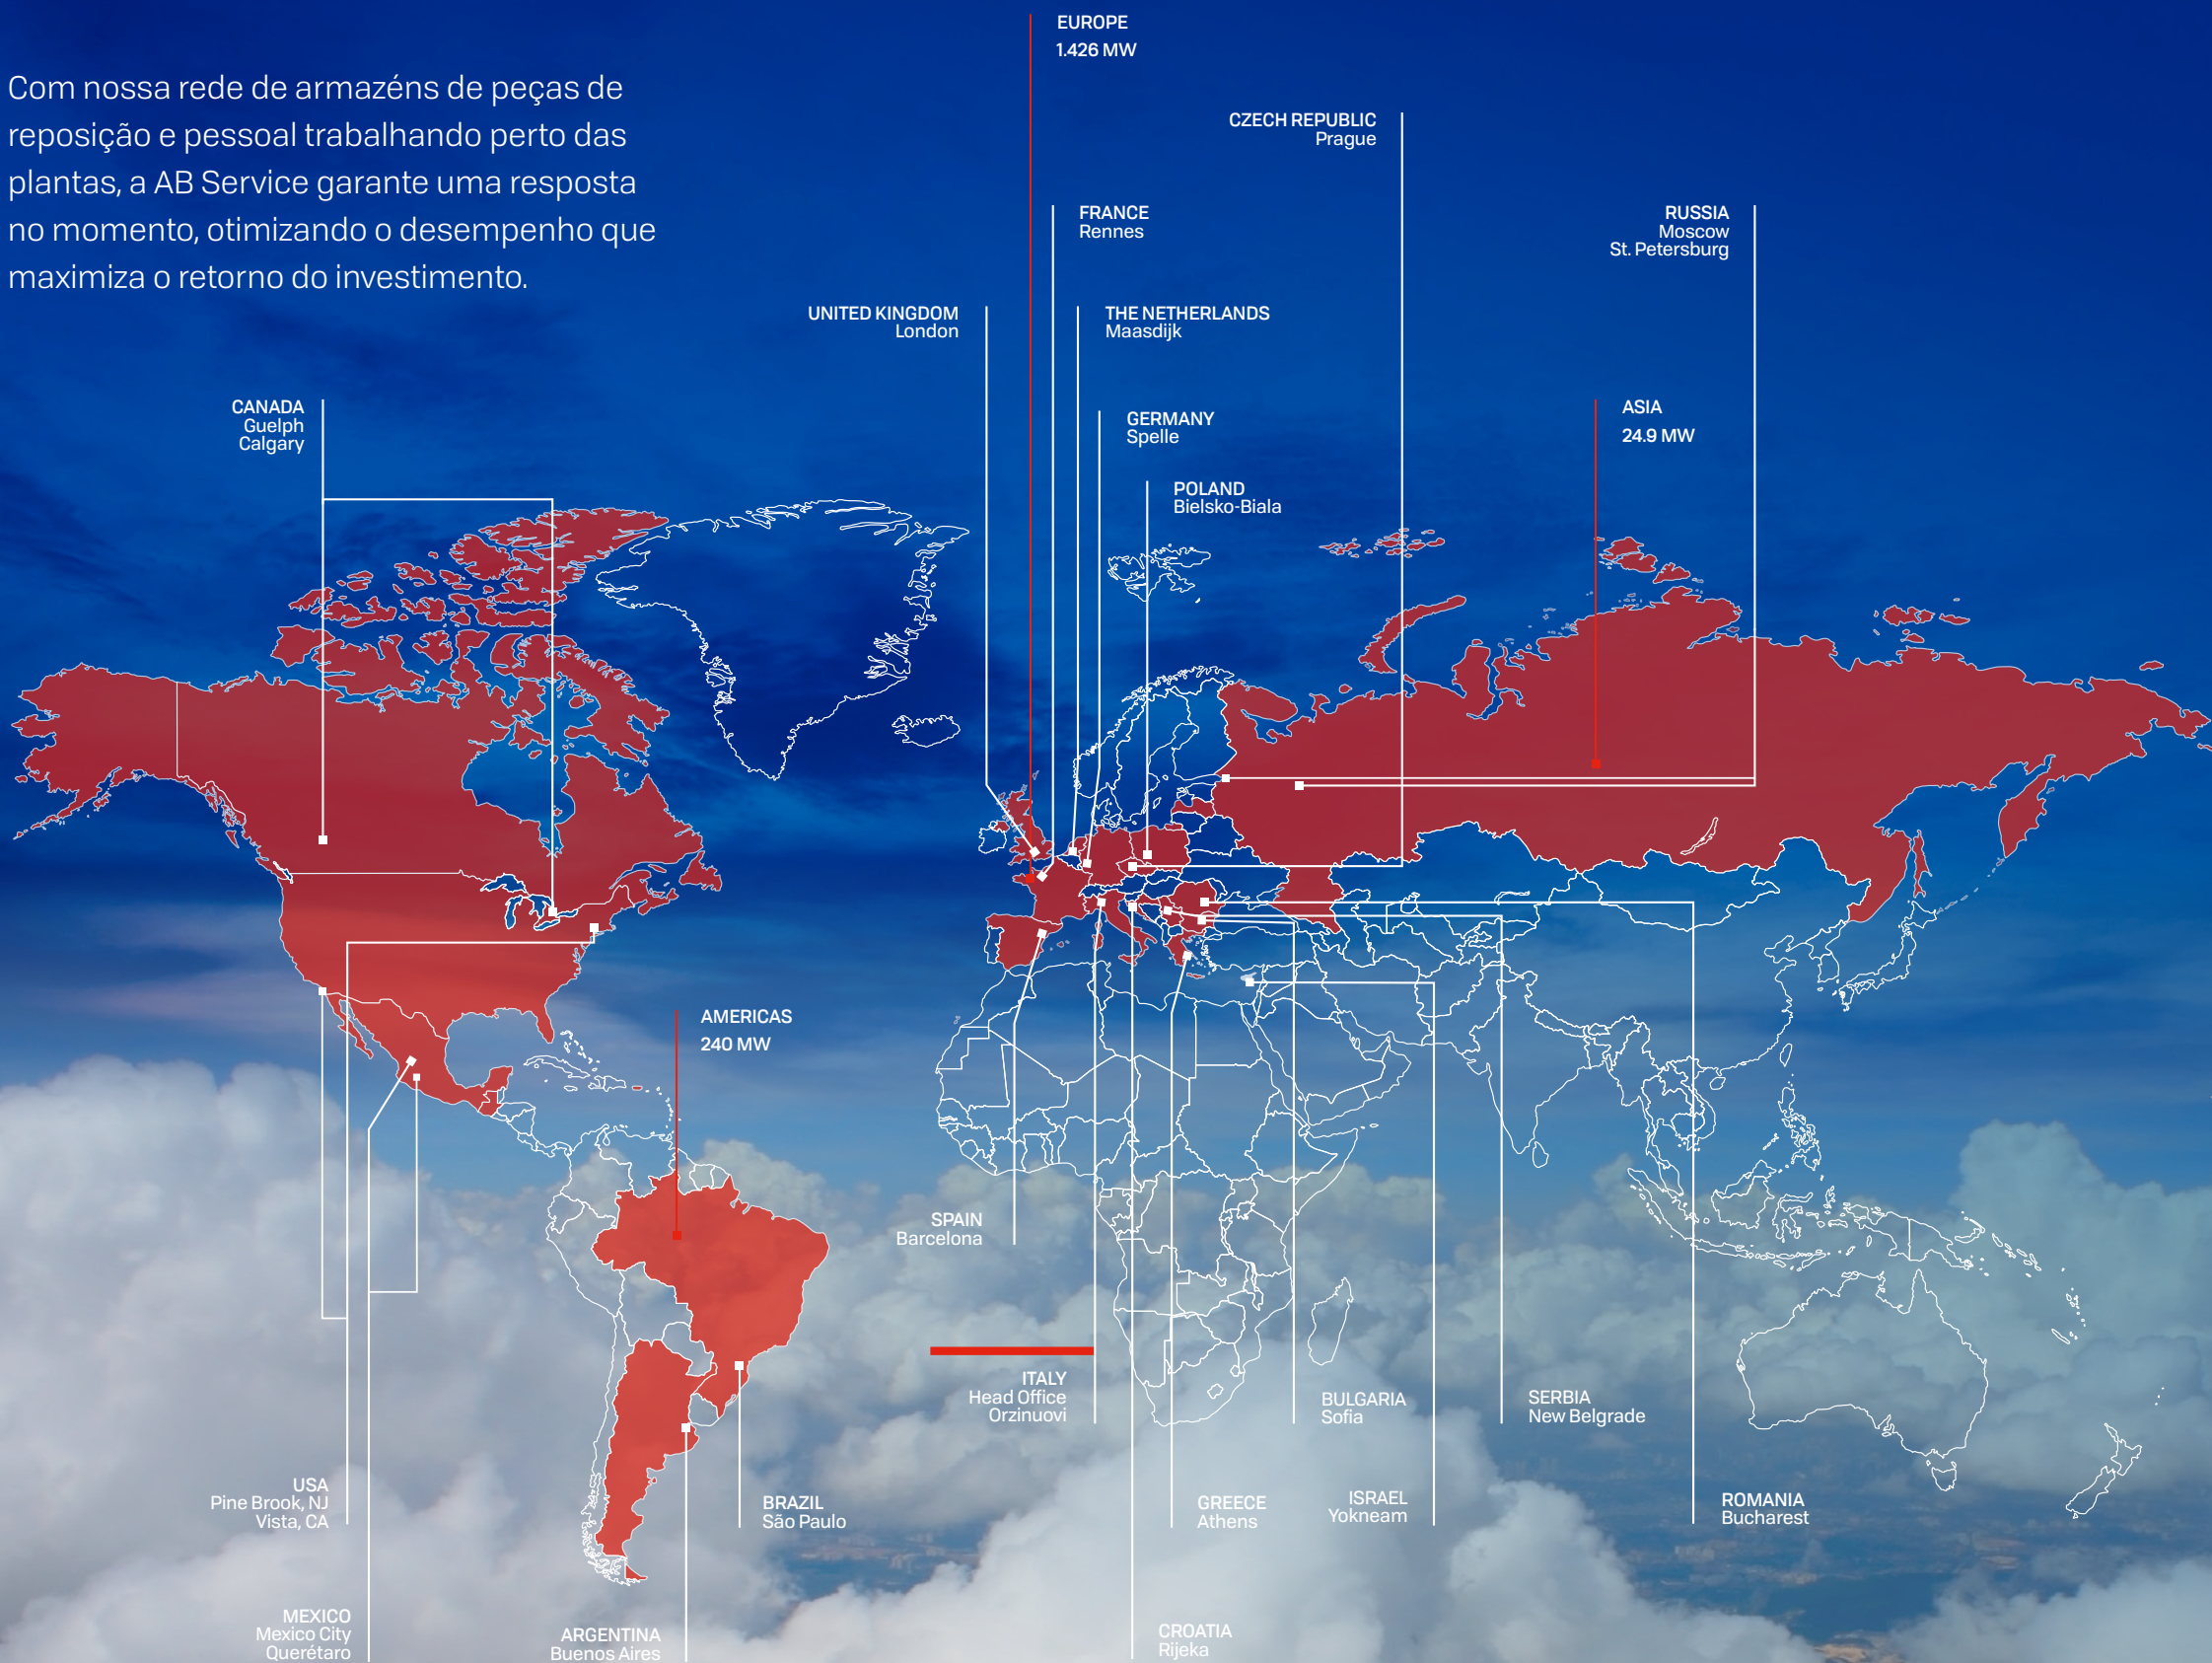 Com nossa rede de armazéns de peças de
reposição e pessoal trabalhando perto das
plantas, a AB Service garante uma resposta
no momento, otimizando o desempenho que
maximiza o retorno do investimento.
EUROPE
1.426 MW
CZECH REPUBLIC
Prague
FRANCE
Rennes
RUSSIA
Moscow
St. Petersburg
UNITED KINGDOM
London
THE NETHERLANDS
Maasdijk
CANADA
Guelph
Calgary
GERMANY
Spelle
ASIA
24.9 MW
POLAND
Bielsko-Biala
AMERICAS
240 MW
SPAIN
Barcelona
ITALY
Head Office
Orzinuovi
BULGARIA
Sofia
SERBIA
New Belgrade
USA
Pine Brook, NJ
Vista, CA
BRAZIL
São Paulo
GREECE
Athens
ISRAEL
Yokneam
ROMANIA
Bucharest
MEXICO
Mexico City
Querétaro
ARGENTINA
Buenos Aires
CROATIA
Rijeka